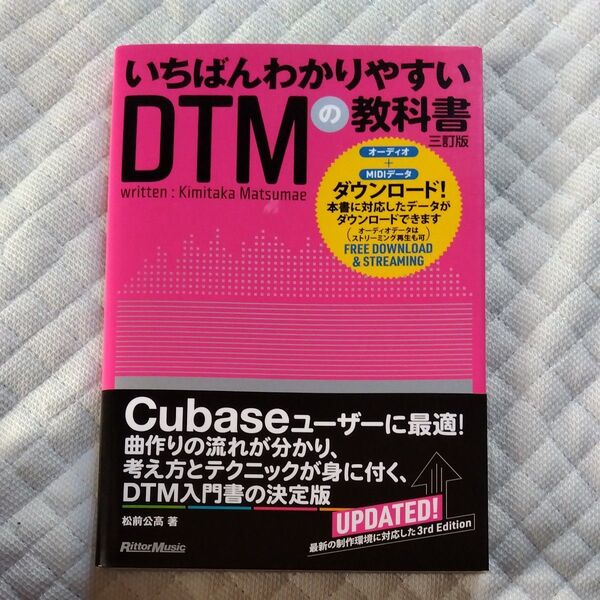 いちばんわかりやすい
DTMの教科書
三訂版
written : Kimitaka Matsumae
オーディオ
+
MIDIデータ
ダウンロード!
本書に対応したデータが
ダウンロードできます
(オーディオデータは
ストリーミング再生も可)
FREE DOWNLOAD
& STREAMING
Cubaseユーザーに最適!
曲作りの流れが分かり、
考え方とテクニックが身に付く、
DTM入門書の決定版
松前公高 著
UPDATED!
最新の制作環境に対応した3rd Edition
RittorMusic